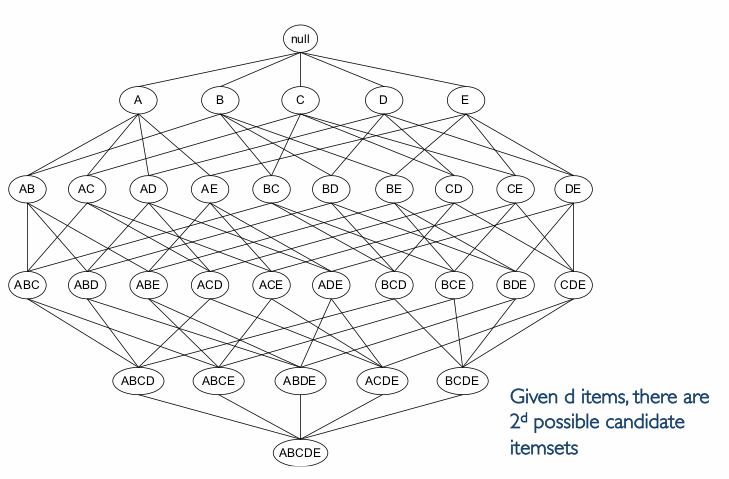 null
A B C D E
AB AC AD AE BC BD BE CD CE DE
ABC ABD ABE ACD ACE ADE BCD BCE BDE CDE
ABCD ABCE ABDE ACDE BCDE
ABCDE
Given d items, there are
2ᵈ possible candidate
itemsets